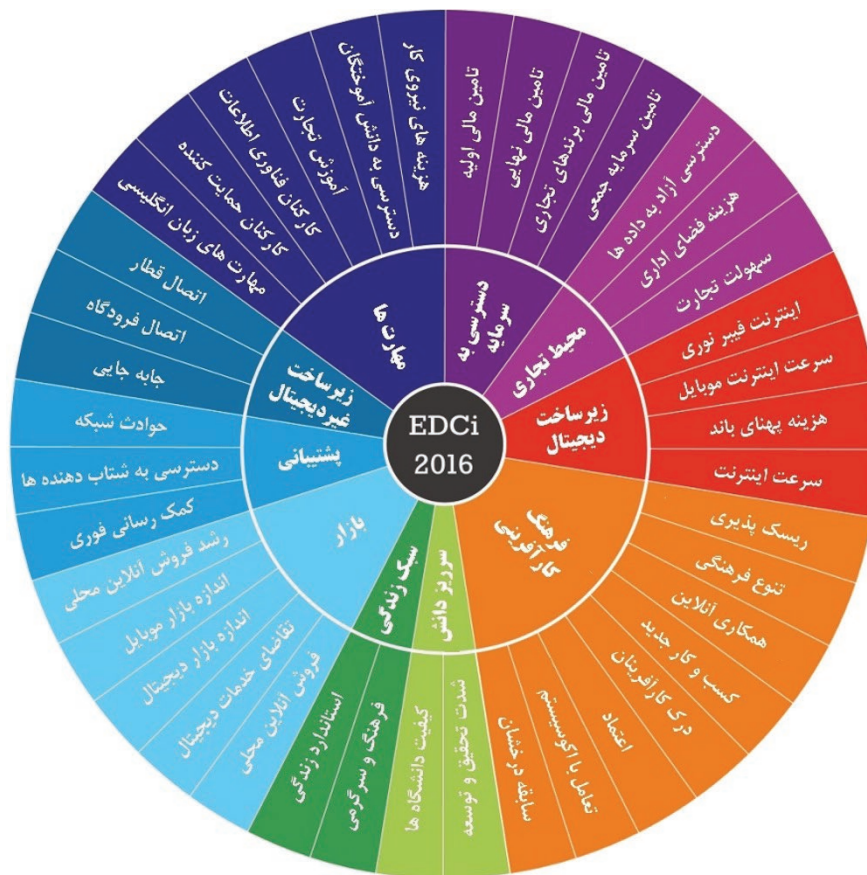 EDCi
2016
دسترسی به
سرمایه
تامین مالی اولیه
تامین مالی نهایی
تامین مالی برندهای تجاری
تامین سرمایه جمعی
محیط تجاری
دسترسی آزاد به داده ها
هزینه فضای اداری
سهولت تجارت
زیرساخت
دیجیتال
اینترنت فیبر نوری
سرعت اینترنت موبایل
هزینه پهنای باند
سرعت اینترنت
فرهنگ
کارآفرینی
ریسک پذیری
تنوع فرهنگی
همکاری آنلاین
کسب و کار جدید
درک کارآفرینان
اعتماد
تعامل با اکوسیستم
سابقه درخشان
سرریز دانش
شدت تحقیق و توسعه
کیفیت دانشگاه ها
سبک زندگی
فرهنگ و سرگرمی
استاندارد زندگی
بازار
فروش انلاین محلی
تقاضای خدمات دیجیتال
اندازه بازار دیجیتال
اندازه بازار موبایل
رشد فروش انلاین محلی
پشتیبانی
کمک رسانی فوری
دسترسی به شتاب دهنده ها
حوادث شبکه
زیرساخت
غیردیجیتال
جابه جایی
اتصال فرودگاه
اتصال قطار
مهارت ها
مهارت های زبان انگلیسی
کارکنان حمایت کننده
کارکنان فناوری اطلاعات
آموزش تجارت
دسترسی به دانش آموختگان
هزینه های نیروی کار